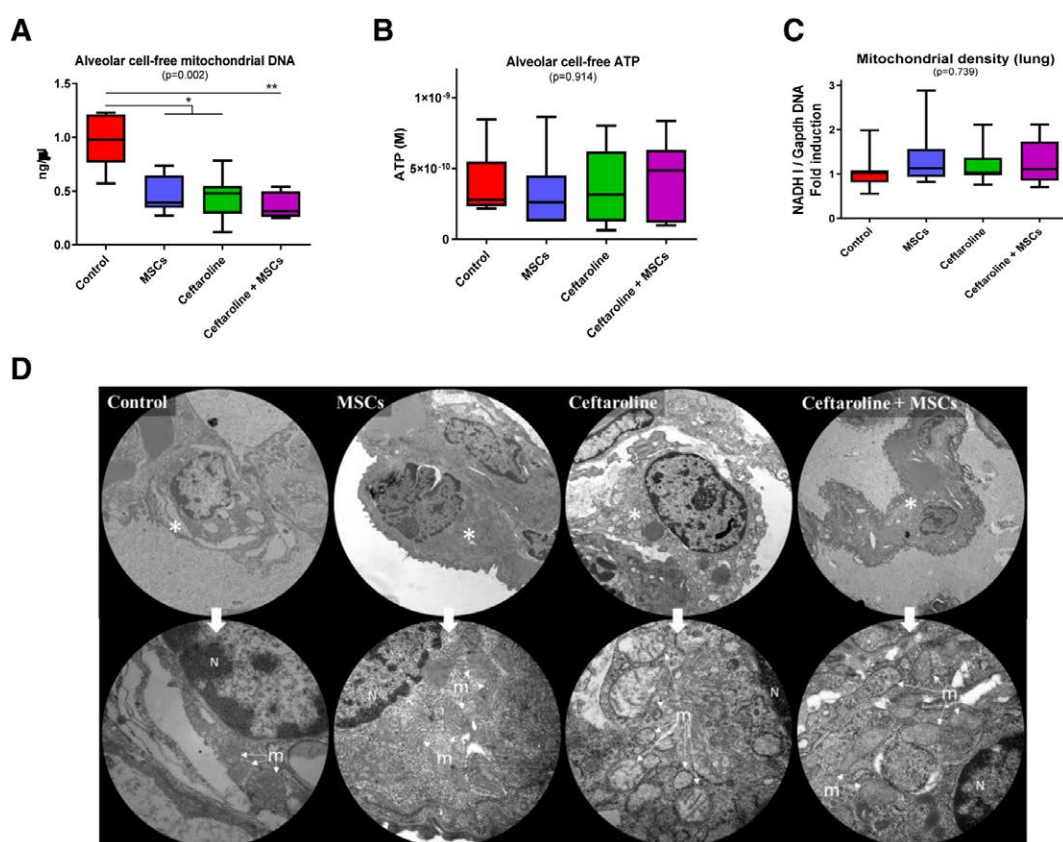 A
Alveolar cell-free mitochondrial DNA
(p=0.002)
**
*
1.5
1.0
0.5
0.0
Control
MSCs
Ceftaroline
Ceftaroline + MSCs
B
Alveolar cell-free ATP
(p=0.914)
ATP (M)
1×10⁻⁹
5×10⁻¹⁰
0
Control
MSCs
Ceftaroline
Ceftaroline + MSCs
C
Mitochondrial density (lung)
(p=0.739)
NADH I / Gapdh DNA
Fold induction
3
2
1
0
Control
MSCs
Ceftaroline
Ceftaroline + MSCs
D
Control
MSCs
Ceftaroline
Ceftaroline + MSCs
*
*
*
*
N
m
N
m
m
N
m
m
m
N